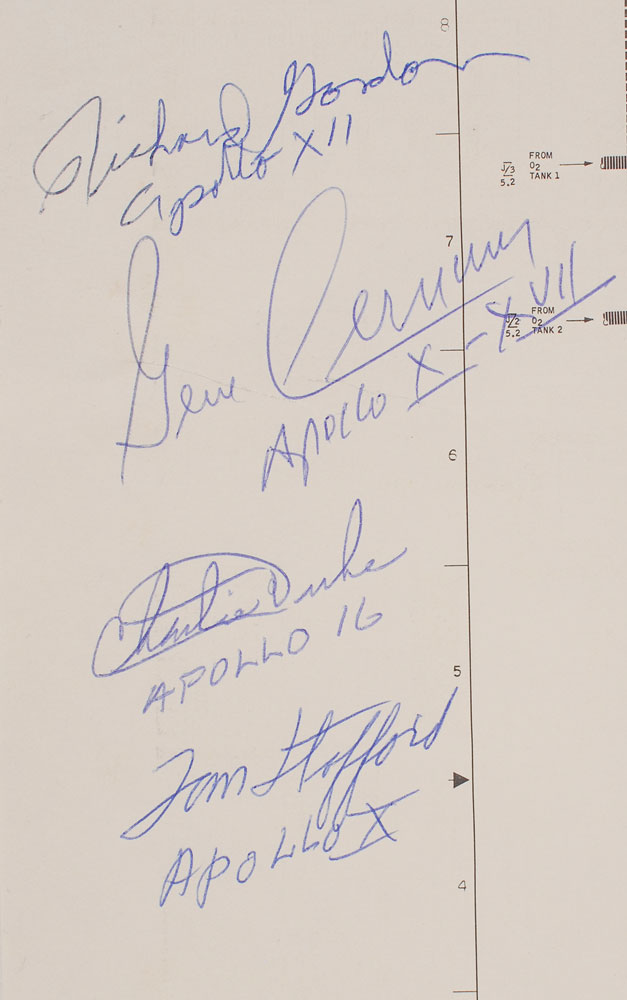 8
Richard Gordon
Apollo XII
FROM
√/3 O2
5.2 TANK 1
7
Gene Cernan
APOLLO X-XVII
FROM
√/2 O2
5.2 TANK 2
6
Charlie Duke
APOLLO 16
5
Tom Stafford
APOLLO X
4